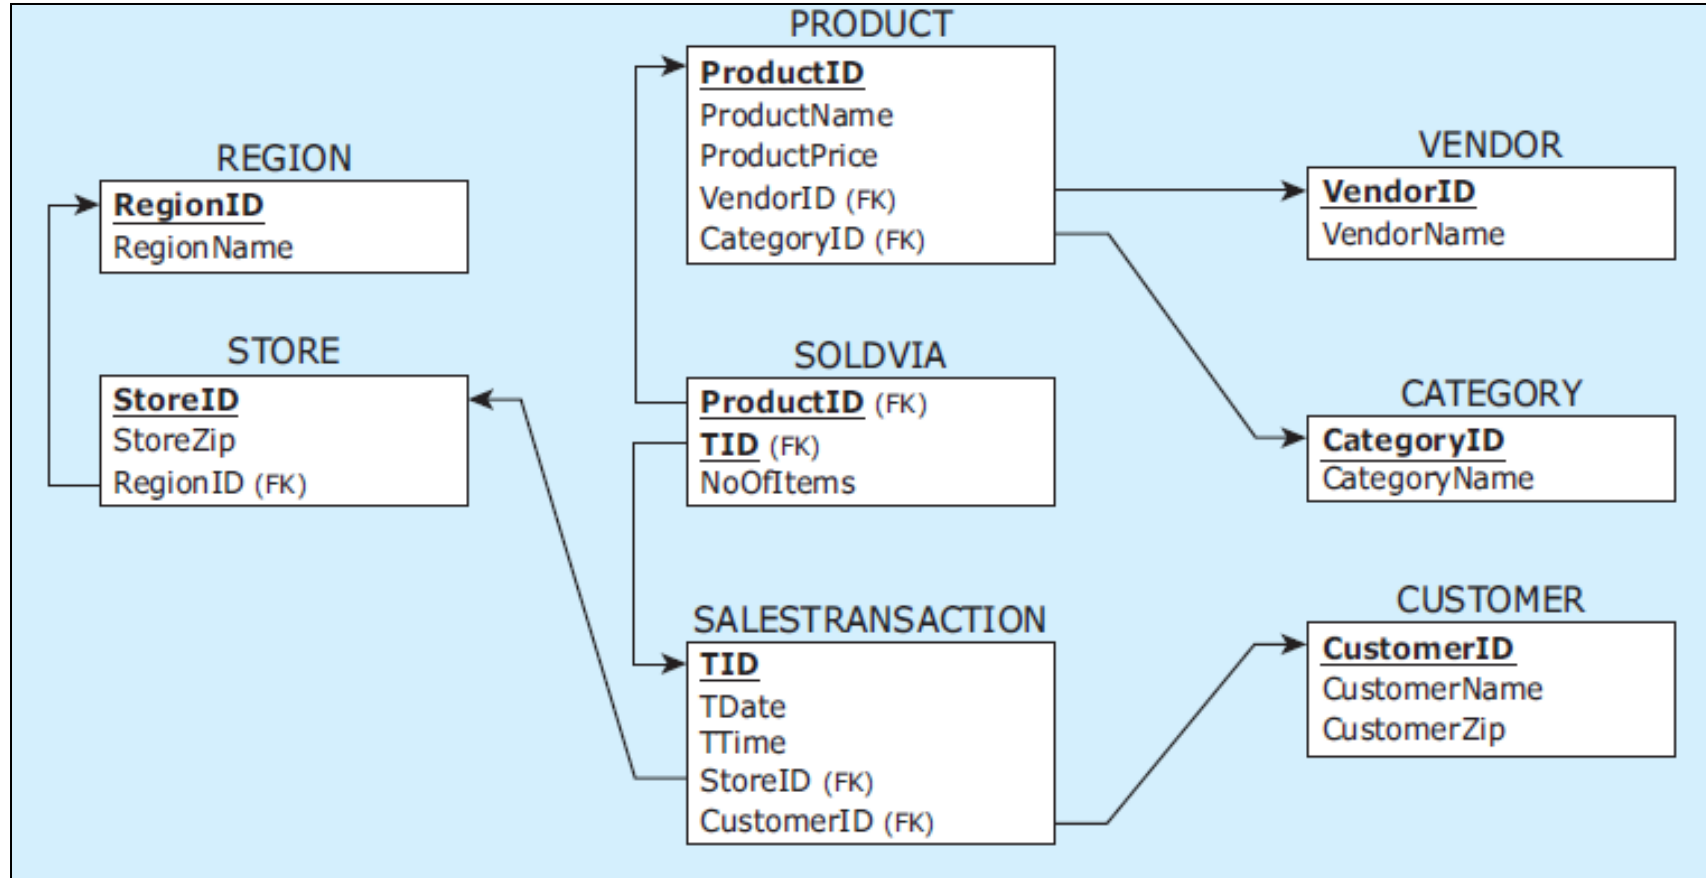 PRODUCT
ProductID
ProductName
ProductPrice
VendorID (FK)
CategoryID (FK)
REGION
RegionID
RegionName
VENDOR
VendorID
VendorName
STORE
StoreID
StoreZip
RegionID (FK)
SOLDVIA
ProductID (FK)
TID (FK)
NoOfItems
CATEGORY
CategoryID
CategoryName
SALESTRANSACTION
TID
TDate
TTime
StoreID (FK)
CustomerID (FK)
CUSTOMER
CustomerID
CustomerName
CustomerZip